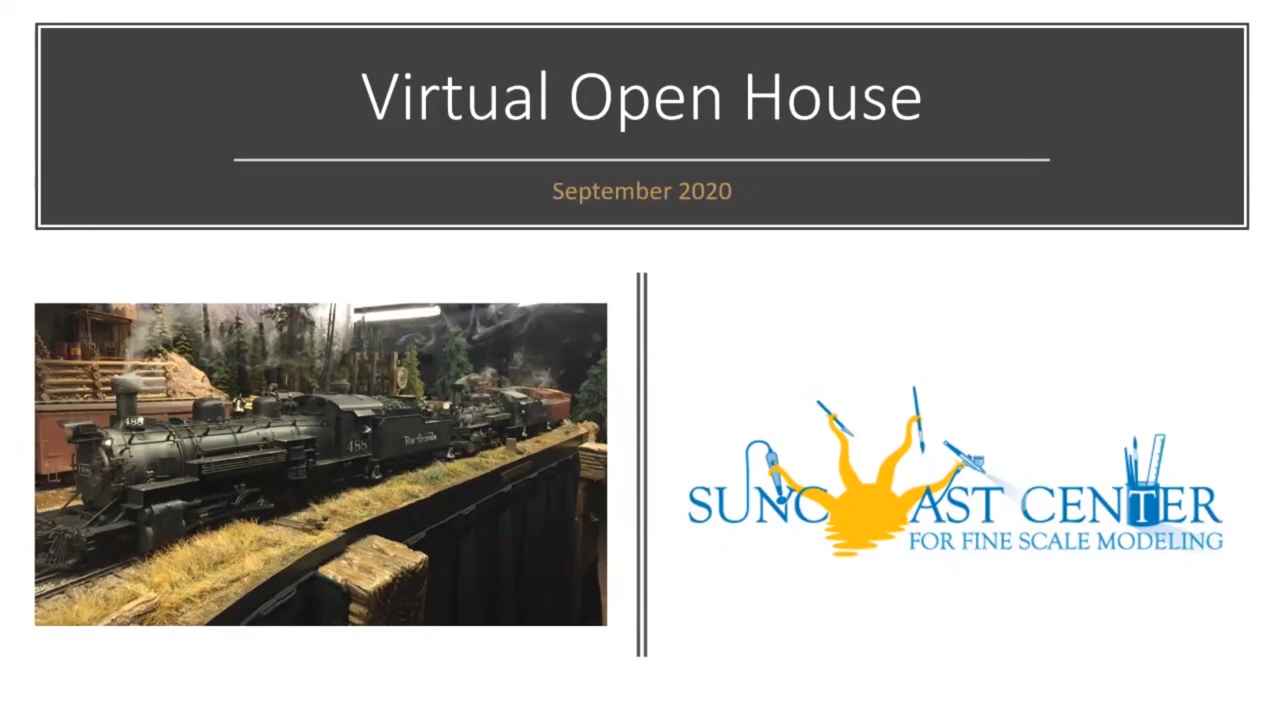 Virtual Open House
September 2020
488
488
Rio Grande
SUNCOAST CENTER
FOR FINE SCALE MODELING